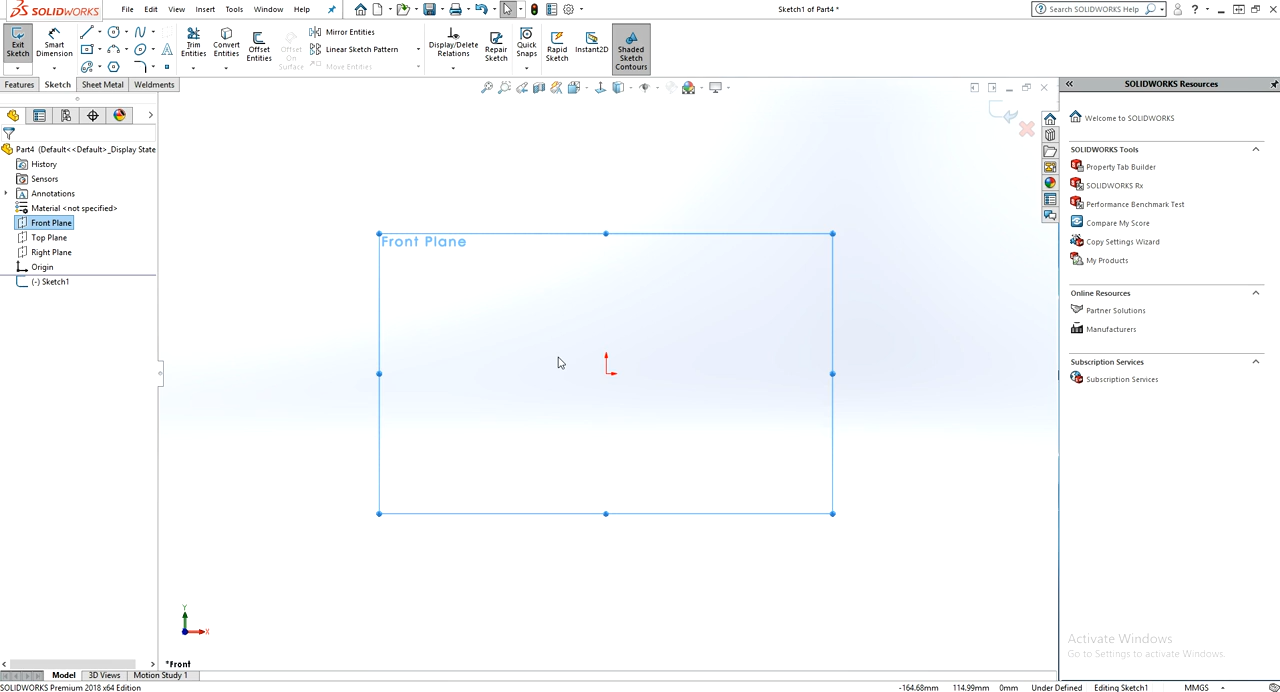 SOLIDWORKS File Edit View Insert Tools Window Help Sketch1 of Part4 * Search SOLIDWORKS Help
Exit Sketch
Smart Dimension
Trim Entities
Convert Entities
Offset Entities
Offset On Surface
Mirror Entities
Linear Sketch Pattern
Move Entities
Display/Delete Relations
Repair Sketch
Quick Snaps
Rapid Sketch
Instant2D
Shaded Sketch Contours
Features Sketch Sheet Metal Weldments
Part4 (Default<<Default>_Display State
History
Sensors
Annotations
Material <not specified>
Front Plane
Top Plane
Right Plane
Origin
(-) Sketch1
Front Plane
Y
X
*Front
SOLIDWORKS Resources
Welcome to SOLIDWORKS
SOLIDWORKS Tools
Property Tab Builder
SOLIDWORKS Rx
Performance Benchmark Test
Compare My Score
Copy Settings Wizard
My Products
Online Resources
Partner Solutions
Manufacturers
Subscription Services
Subscription Services
Activate Windows
Go to Settings to activate Windows.
Model 3D Views Motion Study 1
SOLIDWORKS Premium 2018 x64 Edition -164.68mm 114.99mm 0mm Under Defined Editing Sketch1 MMGS